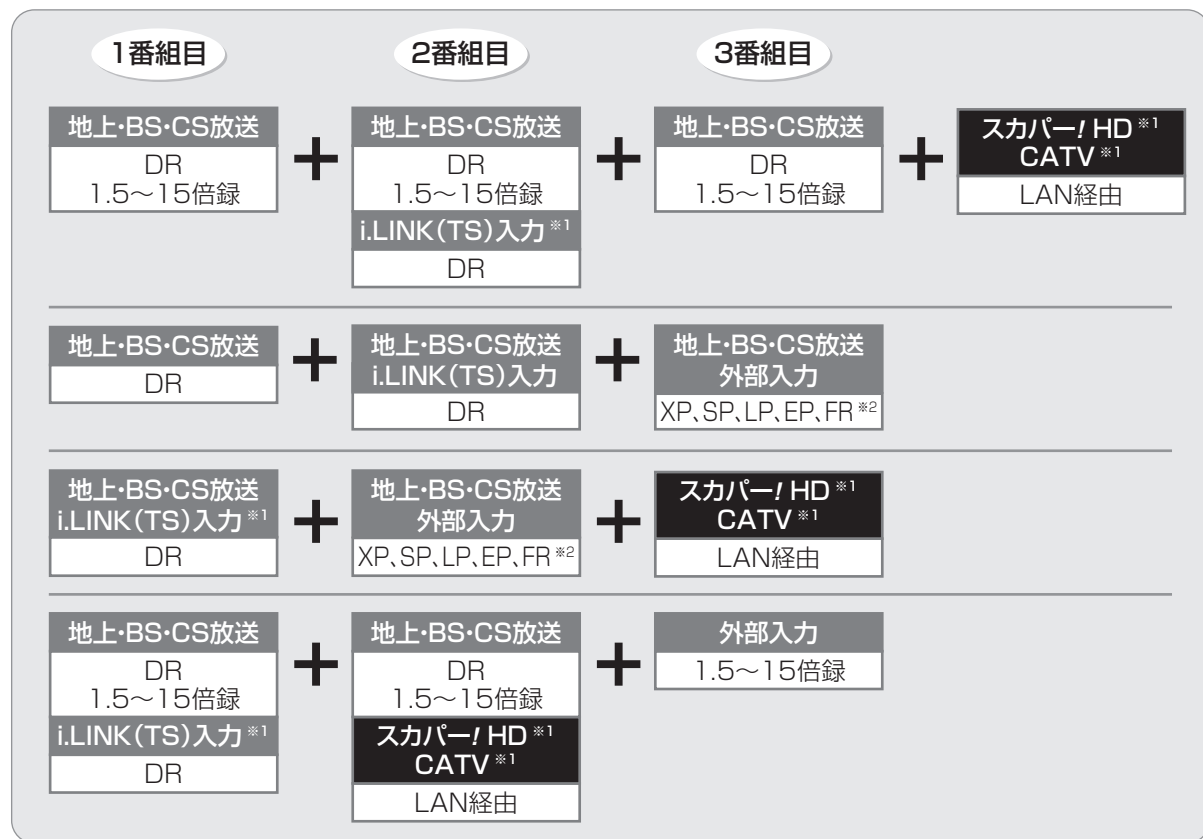 1番組目
2番組目
3番組目
地上・BS・CS放送
DR
1.5〜15倍録
+
地上・BS・CS放送
DR
1.5〜15倍録
i.LINK(TS)入力※1
DR
+
地上・BS・CS放送
DR
1.5〜15倍録
+
スカパー! HD※1
CATV※1
LAN経由
地上・BS・CS放送
DR
+
地上・BS・CS放送
i.LINK(TS)入力
DR
+
地上・BS・CS放送
外部入力
XP、SP、LP、EP、FR※2
地上・BS・CS放送
i.LINK(TS)入力※1
DR
+
地上・BS・CS放送
外部入力
XP、SP、LP、EP、FR※2
+
スカパー! HD※1
CATV※1
LAN経由
地上・BS・CS放送
DR
1.5〜15倍録
i.LINK(TS)入力※1
DR
+
地上・BS・CS放送
DR
1.5〜15倍録
スカパー! HD※1
CATV※1
LAN経由
+
外部入力
1.5〜15倍録